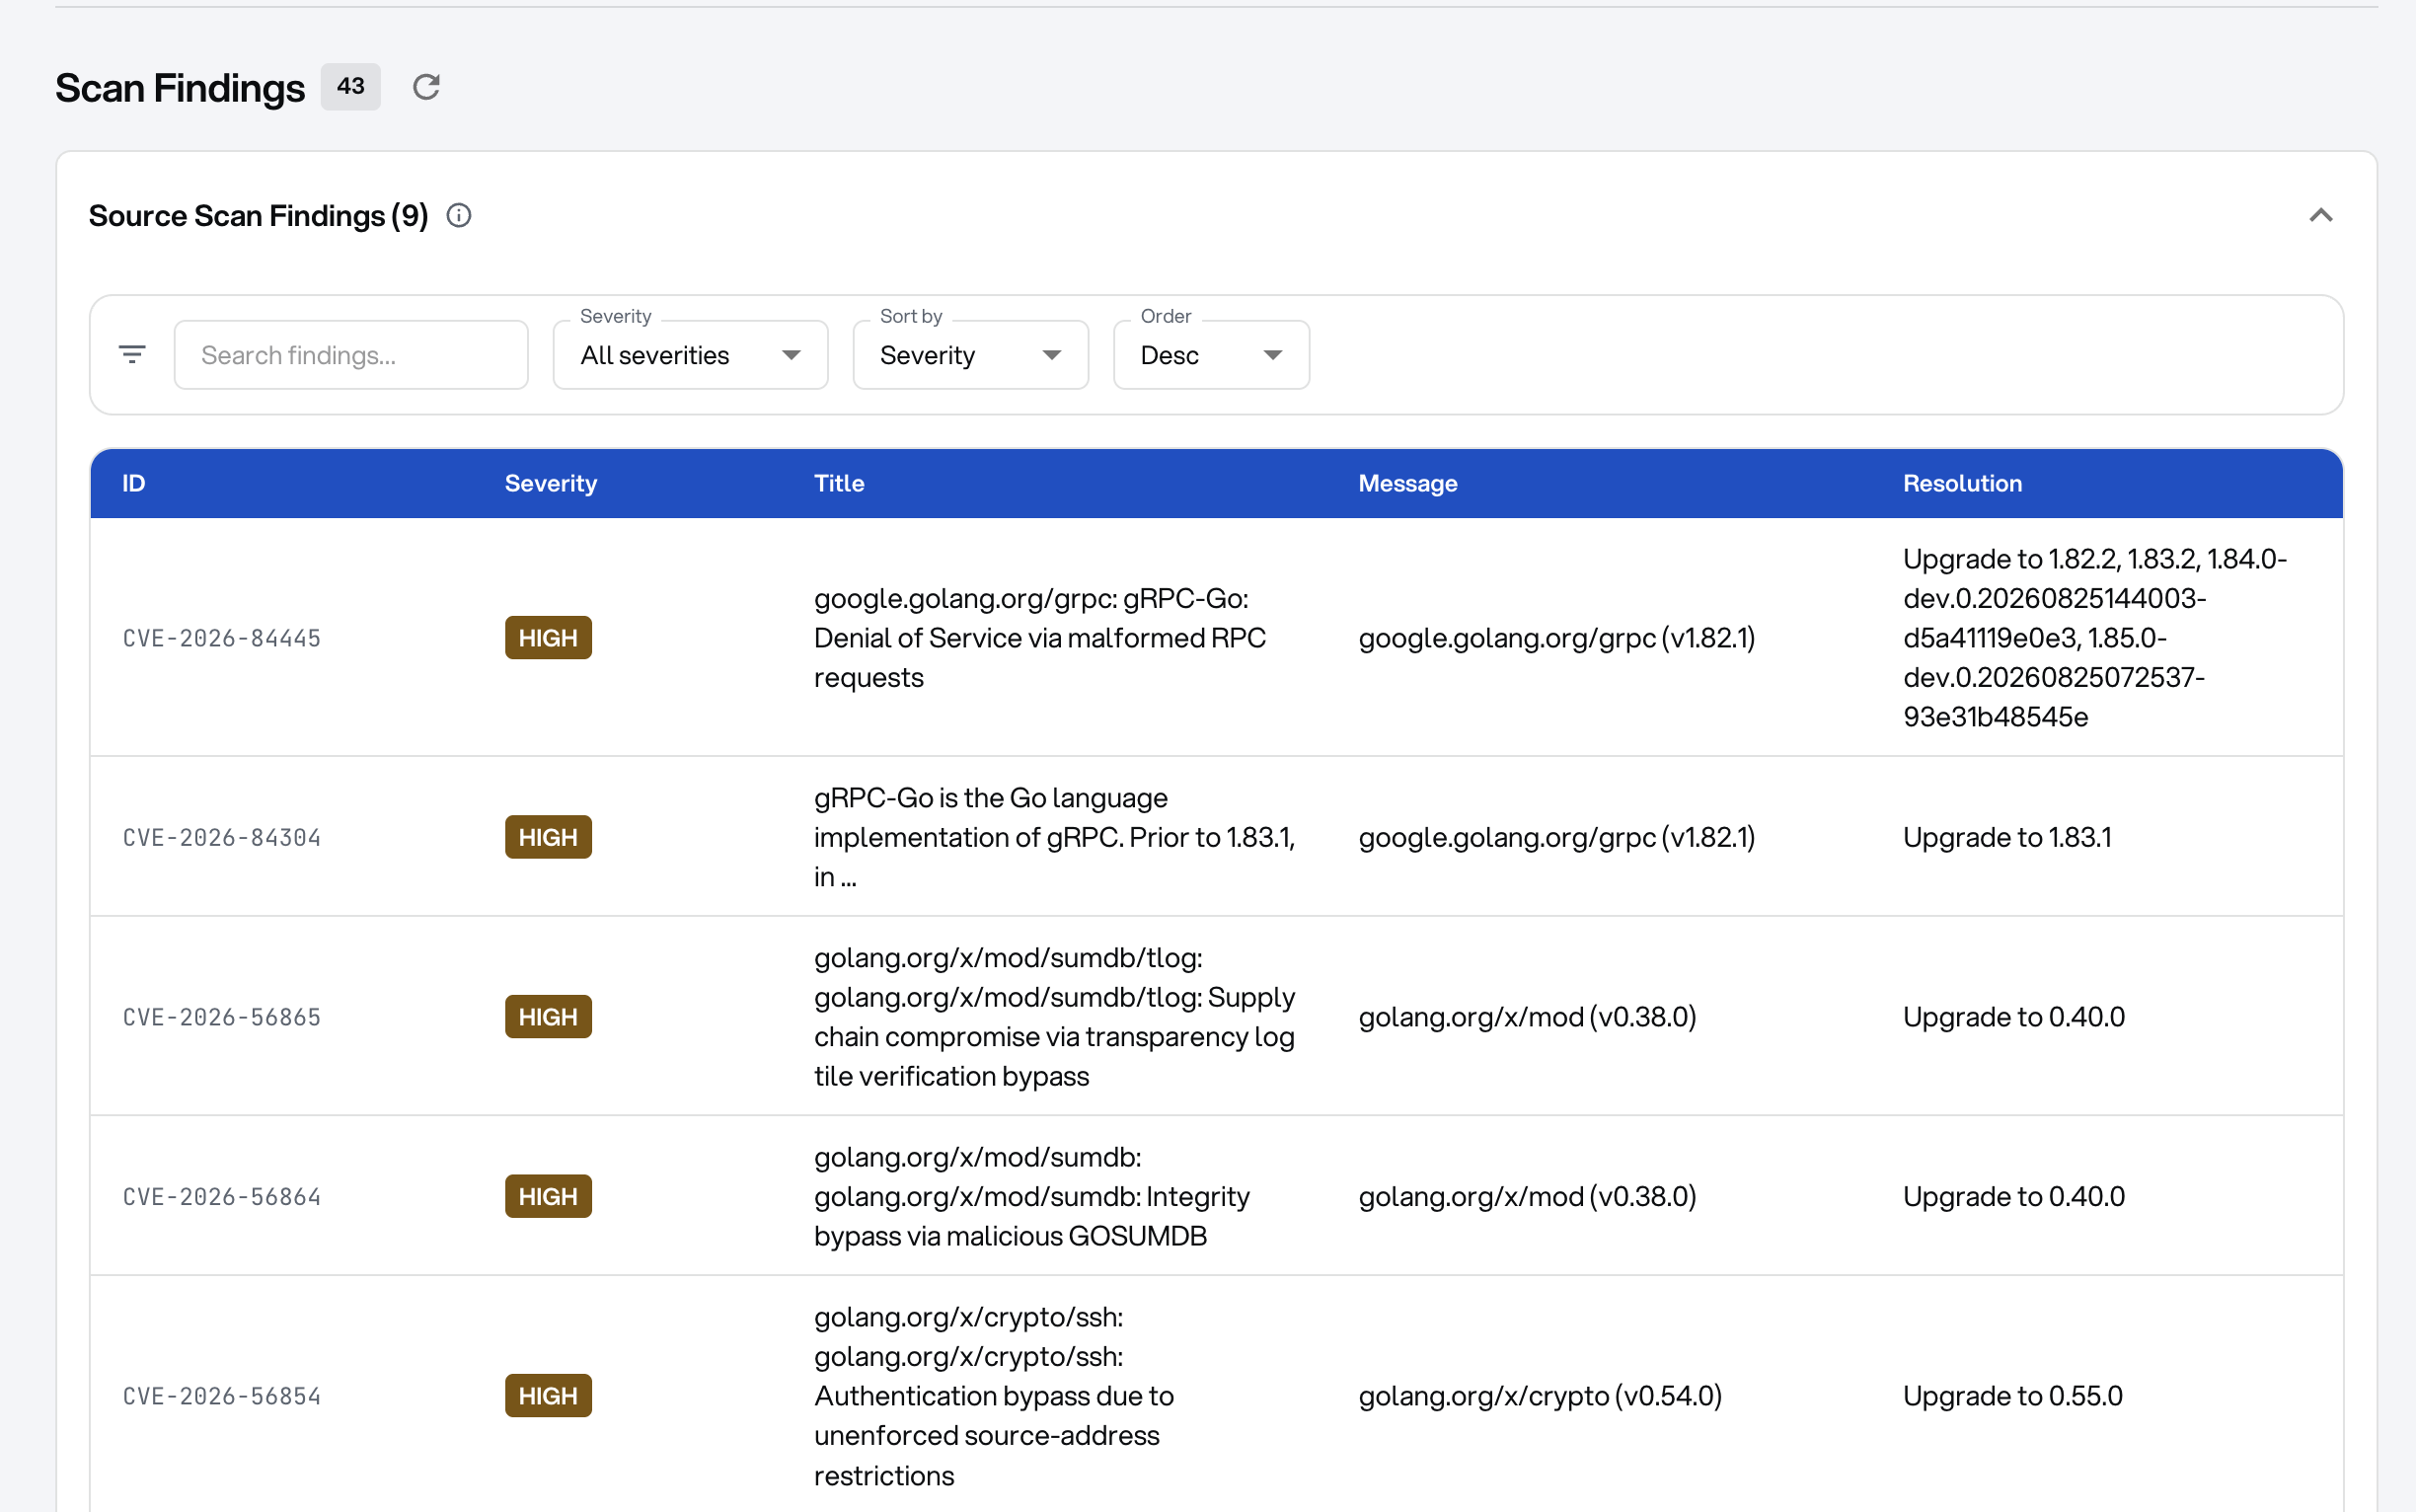 Scan Findings 43
Source Scan Findings (9)
Search findings...
Severity
All severities
Sort by
Severity
Order
Desc
ID Severity Title Message Resolution
CVE-2026-84445
HIGH
google.golang.org/grpc: gRPC-Go:
Denial of Service via malformed RPC
requests
google.golang.org/grpc (v1.82.1)
Upgrade to 1.82.2, 1.83.2, 1.84.0-
dev.0.20260825144003-
d5a41119e0e3, 1.85.0-
dev.0.20260825072537-
93e31b48545e
CVE-2026-84304
HIGH
gRPC-Go is the Go language
implementation of gRPC. Prior to 1.83.1,
in ...
google.golang.org/grpc (v1.82.1)
Upgrade to 1.83.1
CVE-2026-56865
HIGH
golang.org/x/mod/sumdb/tlog:
golang.org/x/mod/sumdb/tlog: Supply
chain compromise via transparency log
tile verification bypass
golang.org/x/mod (v0.38.0)
Upgrade to 0.40.0
CVE-2026-56864
HIGH
golang.org/x/mod/sumdb:
golang.org/x/mod/sumdb: Integrity
bypass via malicious GOSUMDB
golang.org/x/mod (v0.38.0)
Upgrade to 0.40.0
CVE-2026-56854
HIGH
golang.org/x/crypto/ssh:
golang.org/x/crypto/ssh:
Authentication bypass due to
unenforced source-address
restrictions
golang.org/x/crypto (v0.54.0)
Upgrade to 0.55.0